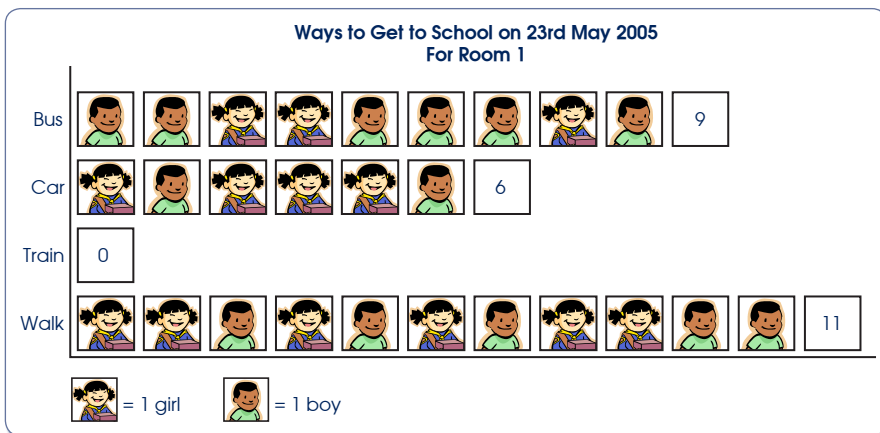 Ways to Get to School on 23rd May 2005
For Room 1
Bus 9
Car 6
Train 0
Walk 11
= 1 girl = 1 boy